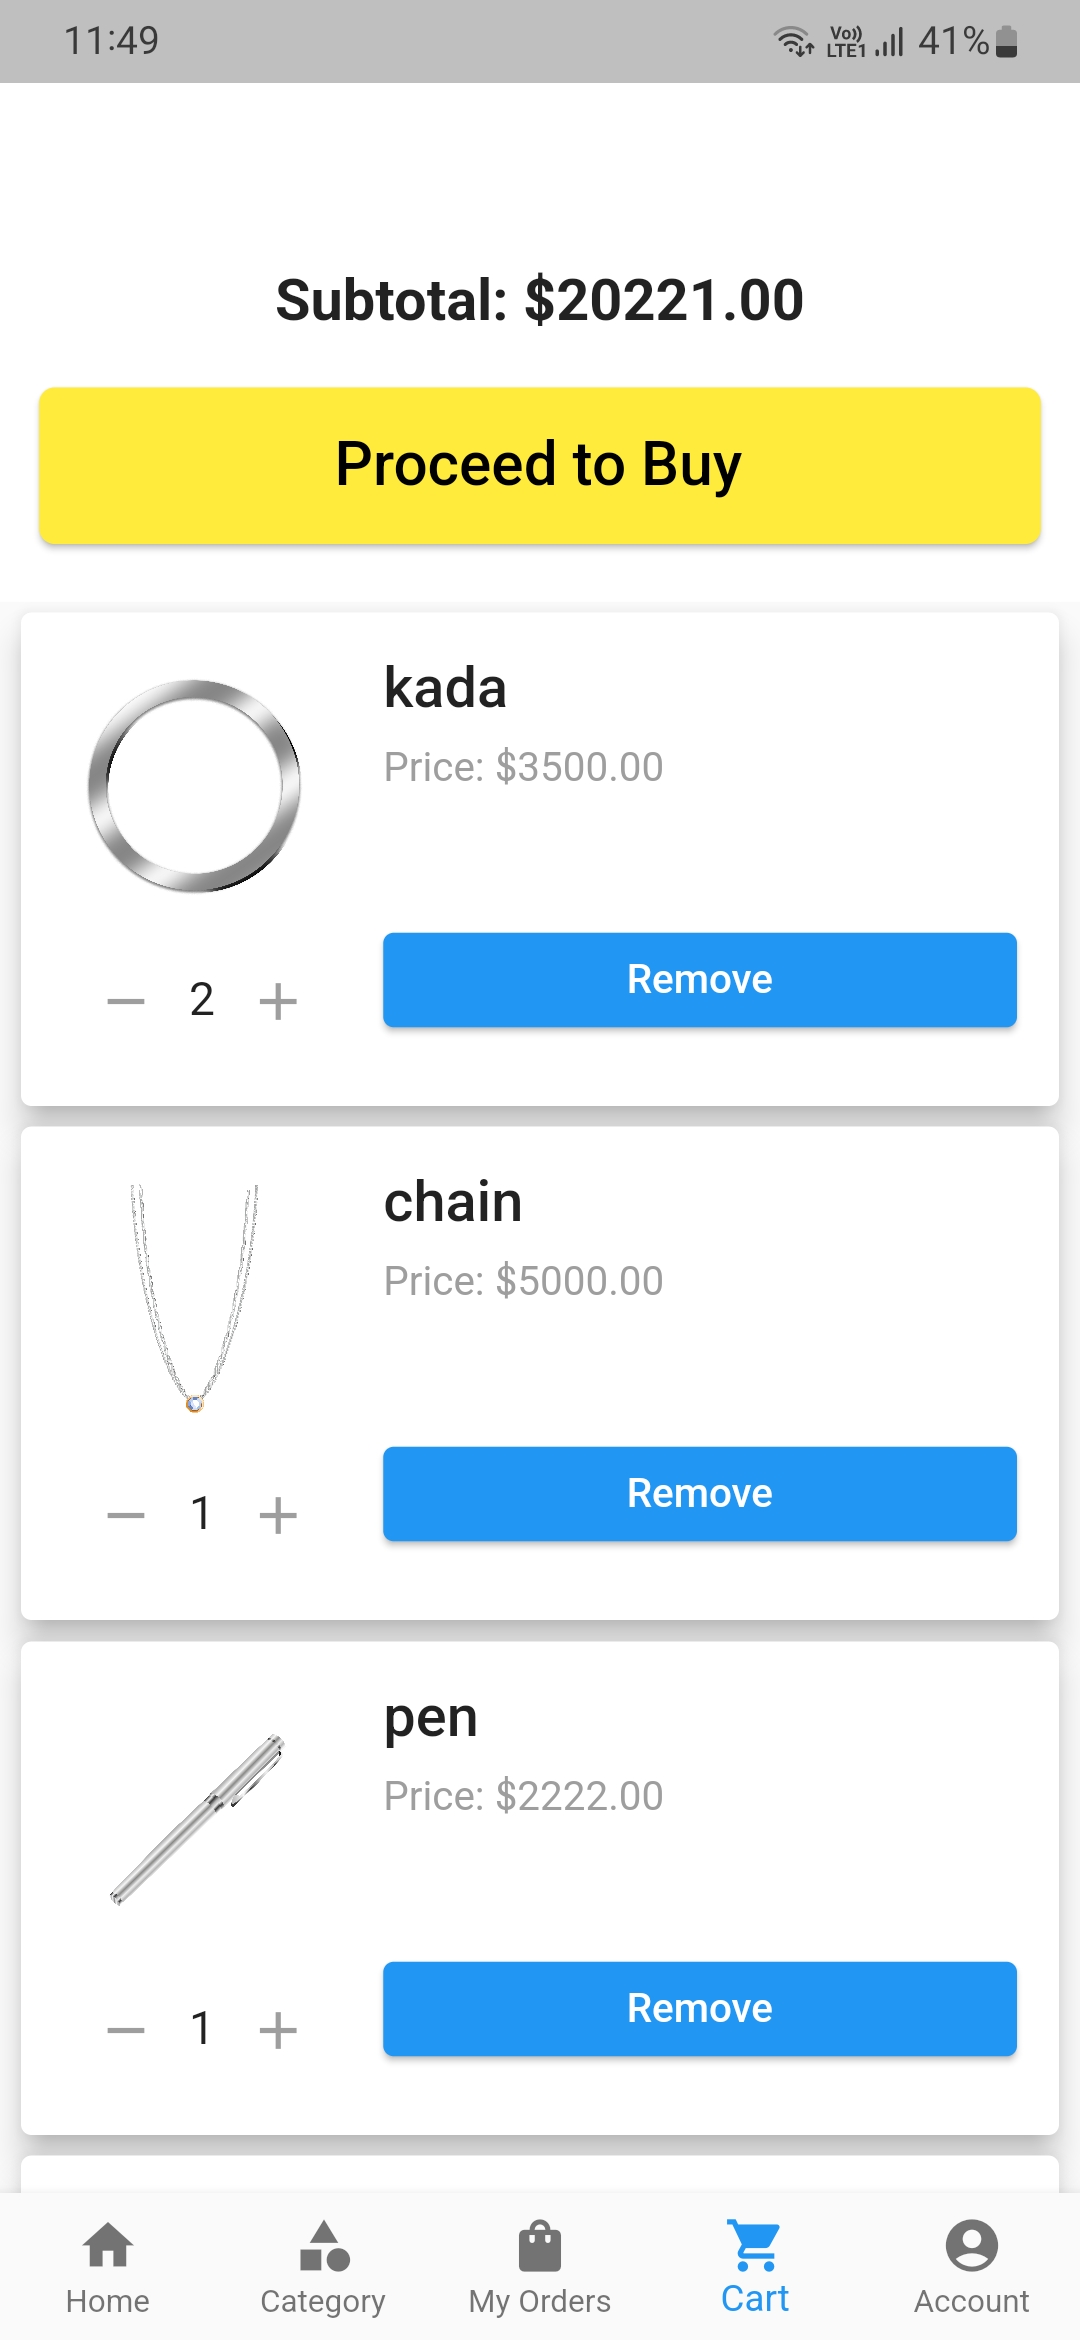 11:49
Vo)) LTE1 41%
Subtotal: $20221.00
Proceed to Buy
kada
Price: $3500.00
2
Remove
chain
Price: $5000.00
1
Remove
pen
Price: $2222.00
1
Remove
Home Category My Orders Cart Account